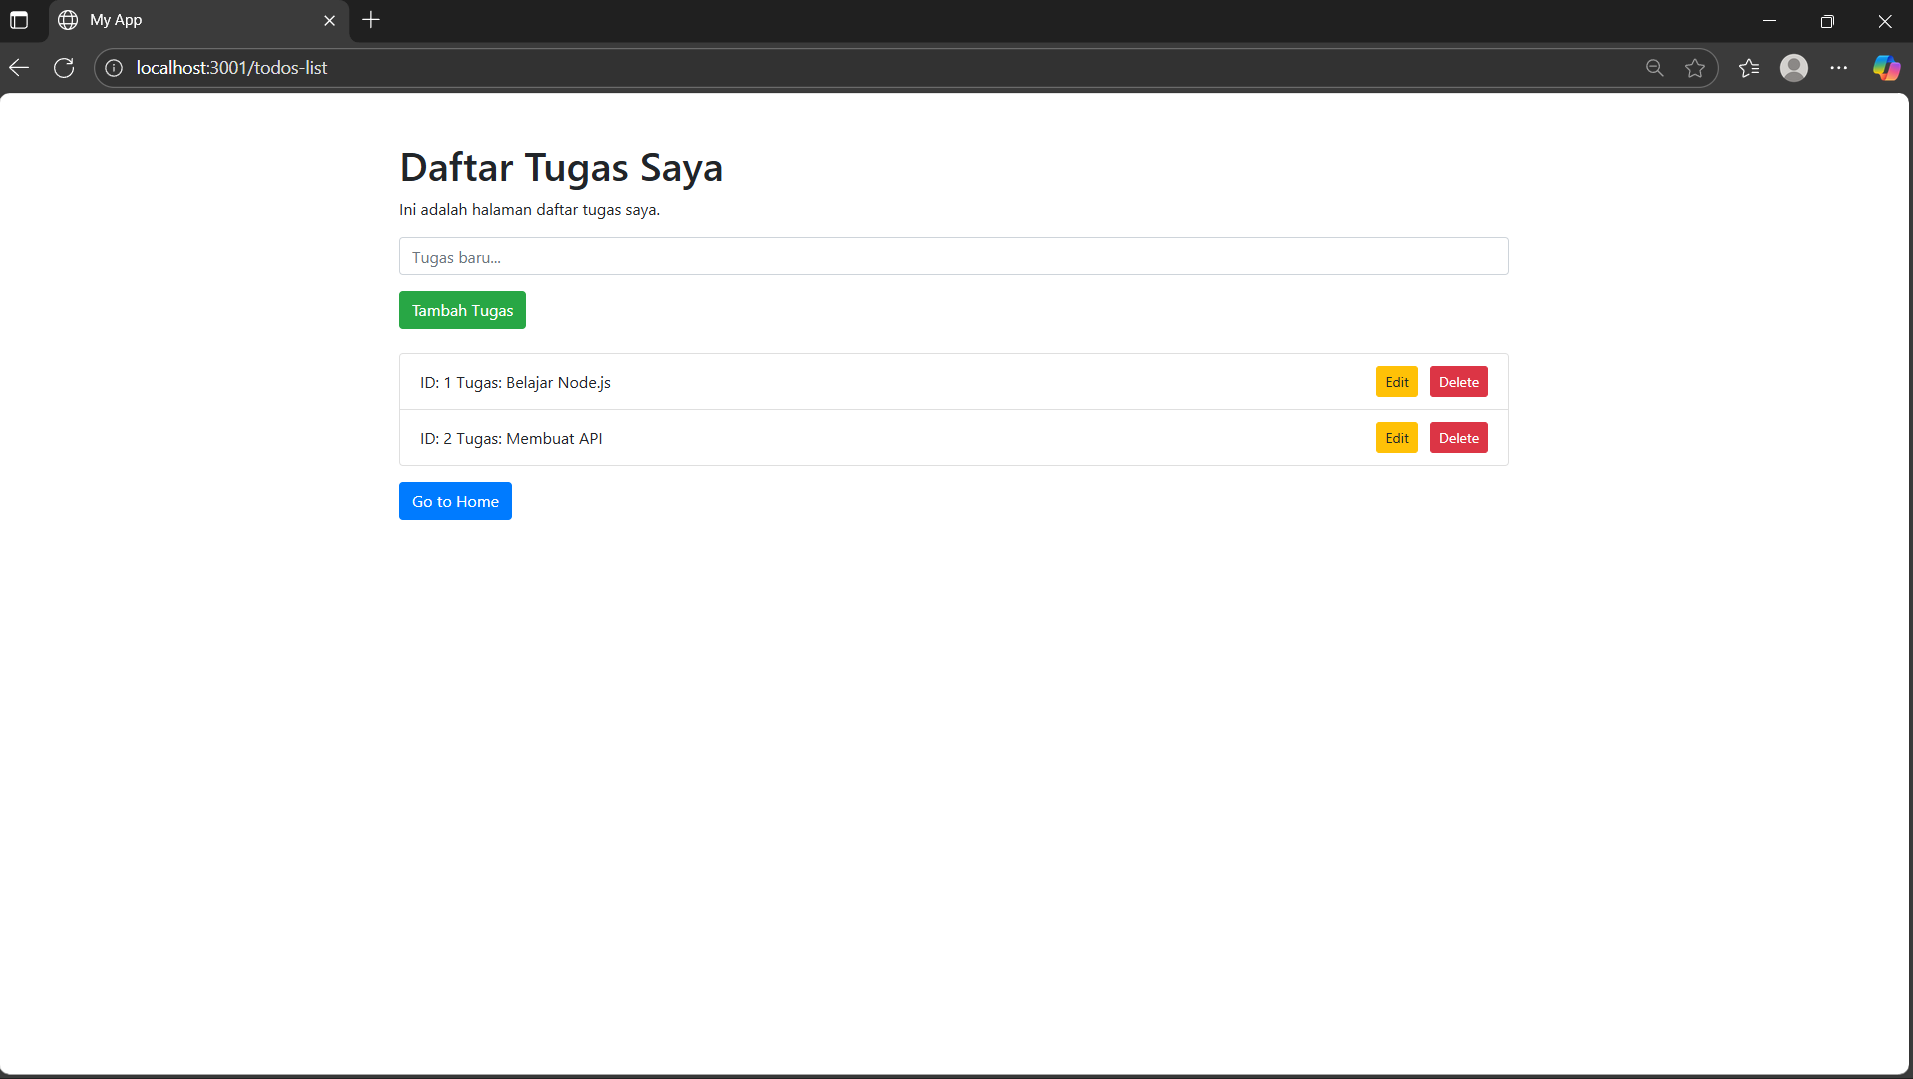 My App
localhost:3001/todos-list
Daftar Tugas Saya
Ini adalah halaman daftar tugas saya.
Tugas baru...
Tambah Tugas
ID: 1 Tugas: Belajar Node.js Edit Delete
ID: 2 Tugas: Membuat API Edit Delete
Go to Home